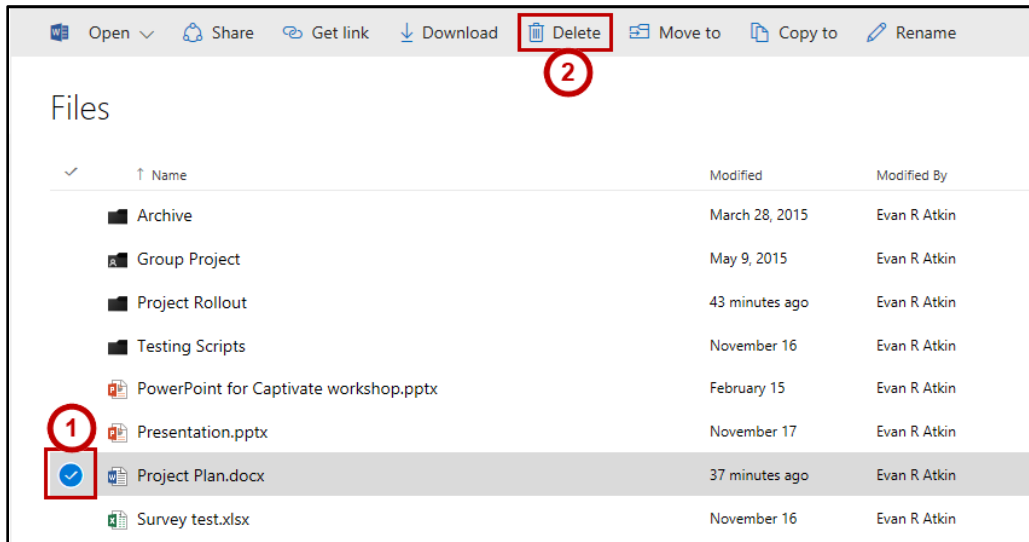 Open Share Get link Download Delete Move to Copy to Rename
2
Files
Name Modified Modified By
Archive March 28, 2015 Evan R Atkin
Group Project May 9, 2015 Evan R Atkin
Project Rollout 43 minutes ago Evan R Atkin
Testing Scripts November 16 Evan R Atkin
PowerPoint for Captivate workshop.pptx February 15 Evan R Atkin
1
Presentation.pptx November 17 Evan R Atkin
Project Plan.docx 37 minutes ago Evan R Atkin
Survey test.xlsx November 16 Evan R Atkin